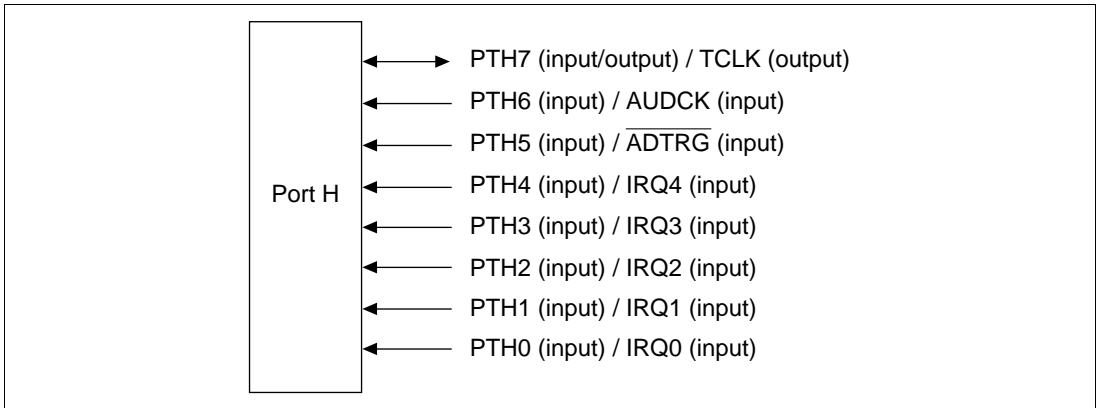 PTH7 (input/output) / TCLK (output)
PTH6 (input) / AUDCK (input)
PTH5 (input) / A̅D̅T̅R̅G̅ (input)
Port H
PTH4 (input) / IRQ4 (input)
PTH3 (input) / IRQ3 (input)
PTH2 (input) / IRQ2 (input)
PTH1 (input) / IRQ1 (input)
PTH0 (input) / IRQ0 (input)